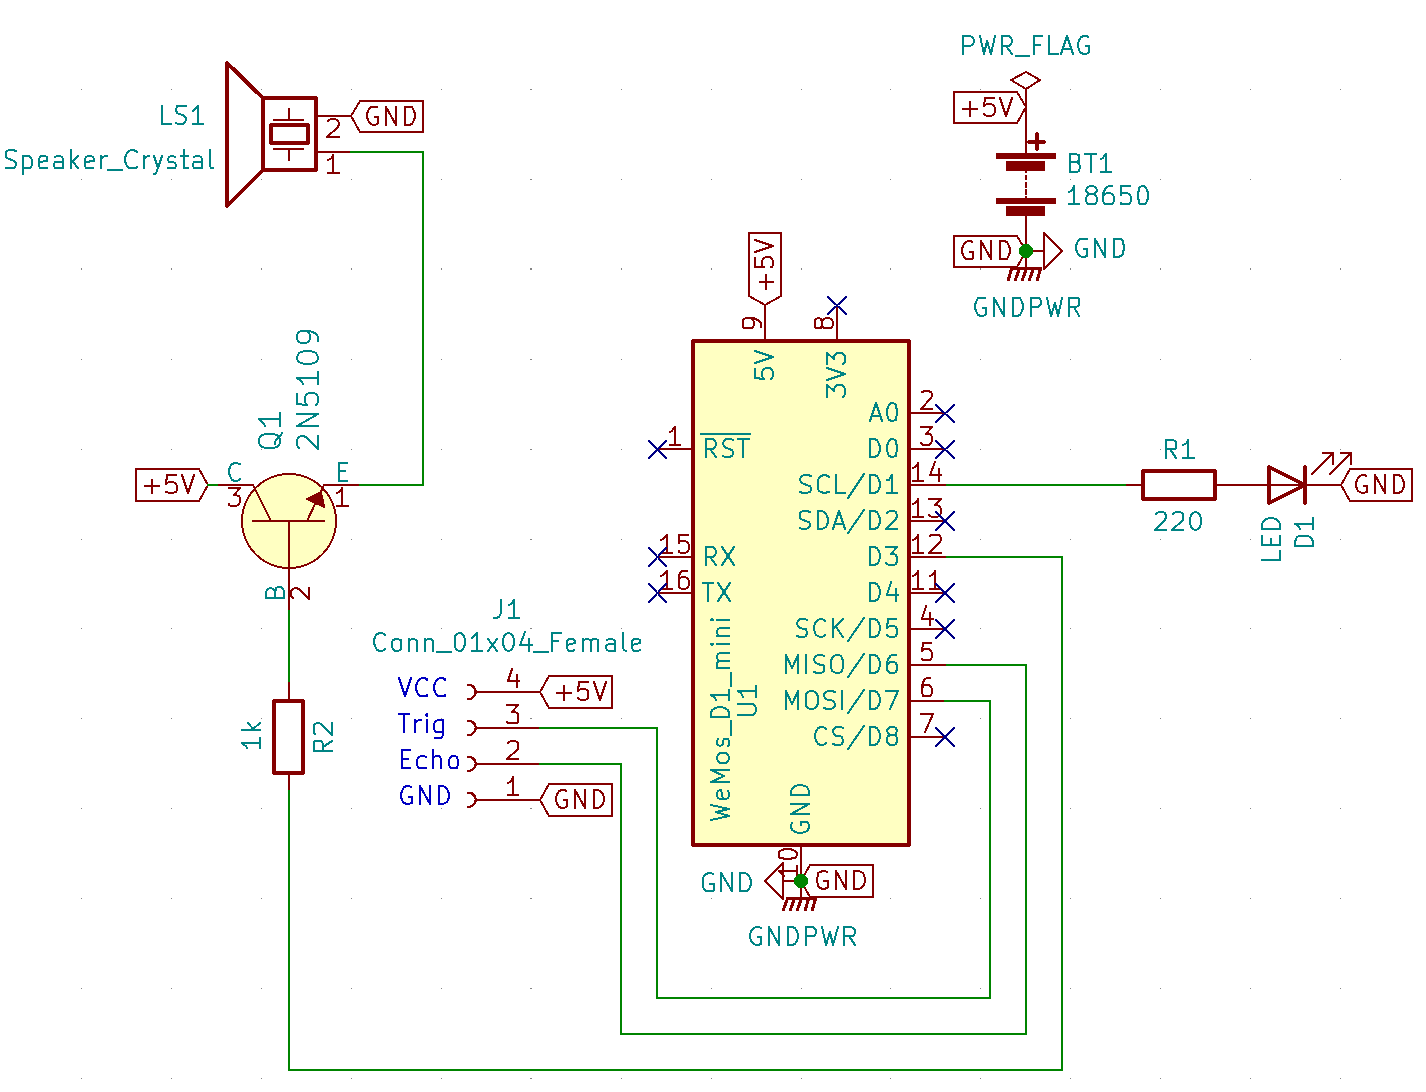 PWR_FLAG
+5V
LS1
GND
2
Speaker_Crystal
1
+
BT1
18650
GND
GND
GNDPWR
+5V
9
8
5V
3V3
Q1
2N5109
+5V
C
3
E
1
B
2
1
RST
15
RX
16
TX
A0
2
D0
3
SCL/D1
14
SDA/D2
13
D3
12
D4
11
SCK/D5
4
MISO/D6
5
MOSI/D7
6
CS/D8
7
WeMos_D1_mini
U1
GND
10
GND
GND
GNDPWR
R1
220
LED
D1
GND
J1
Conn_01x04_Female
VCC
4
+5V
Trig
3
Echo
2
GND
1
GND
1k
R2